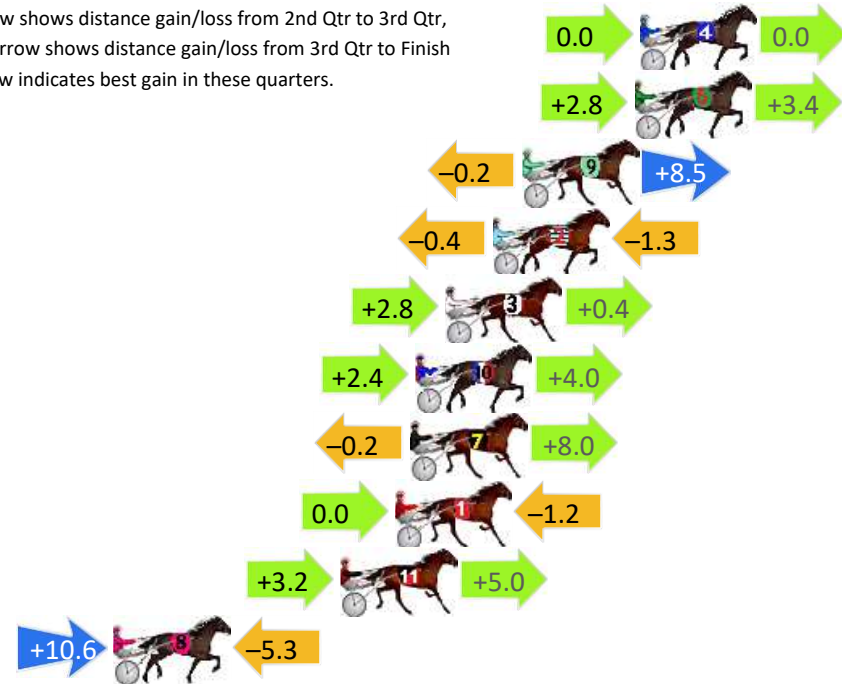 w shows distance gain/loss from 2nd Qtr to 3rd Qtr,
rrow shows distance gain/loss from 3rd Qtr to Finish
w indicates best gain in these quarters.
0.0 4 0.0
+2.8 +3.4
–0.2 9 +8.5
–0.4 –1.3
+2.8 3 +0.4
+2.4 10 +4.0
–0.2 7 +8.0
0.0 1 –1.2
+3.2 11 +5.0
+10.6 8 –5.3